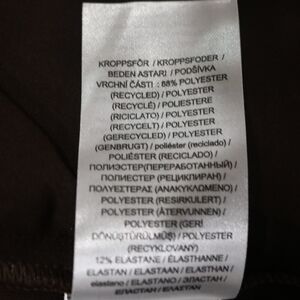 KROPPSFÖR / KROPPSFODER /
BEDEN ASTARI / PODŠÍVKA
VRCHNÍ ČÁSTI : 88% POLYESTER
(RECYCLED) / POLYESTER
(RECYCLÉ) / POLIESTERE
(RICICLATO) / POLYESTER
(RECYCELT) / POLYESTER
(GERECYCLED) / POLYESTER
(GENBRUGT) / poliéster (reciclado) /
POLIÉSTER (RECICLADO) /
ПОЛИЭСТЕР(ПЕРЕРАБОТАННЫЙ) /
ПОЛИЕСТЕР (РЕЦИКЛИРАН) /
ΠΟΛΥΕΣΤΕΡΑΣ (ΑΝΑΚΥΚΛΩΜΕΝΟ) /
POLYESTER (RESIRKULERT) /
POLYESTER (ÅTERVUNNEN) /
POLYESTER (GERİ
DÖNÜŞTÜRÜLMÜŞ) / POLYESTER
(RECYKLOVANÝ)
12% ELASTANE / ÉLASTHANNE /
ELASTAN / ELASTAAN / ELASTHAN /
elastano / ELASTANO / ЭЛАСТАН /